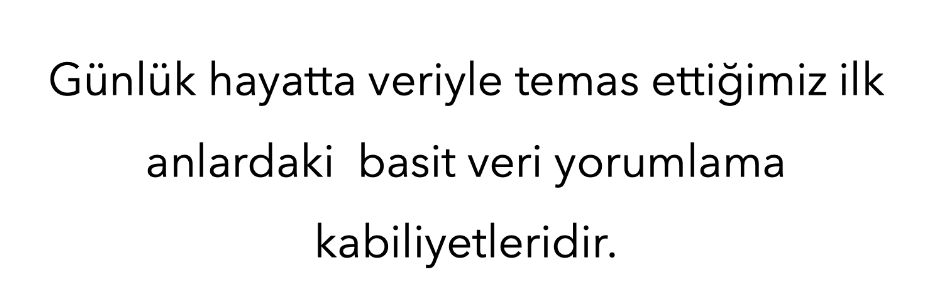 Günlük hayatta veriyle temas ettiğimiz ilk
anlardaki  basit veri yorumlama
kabiliyetleridir.